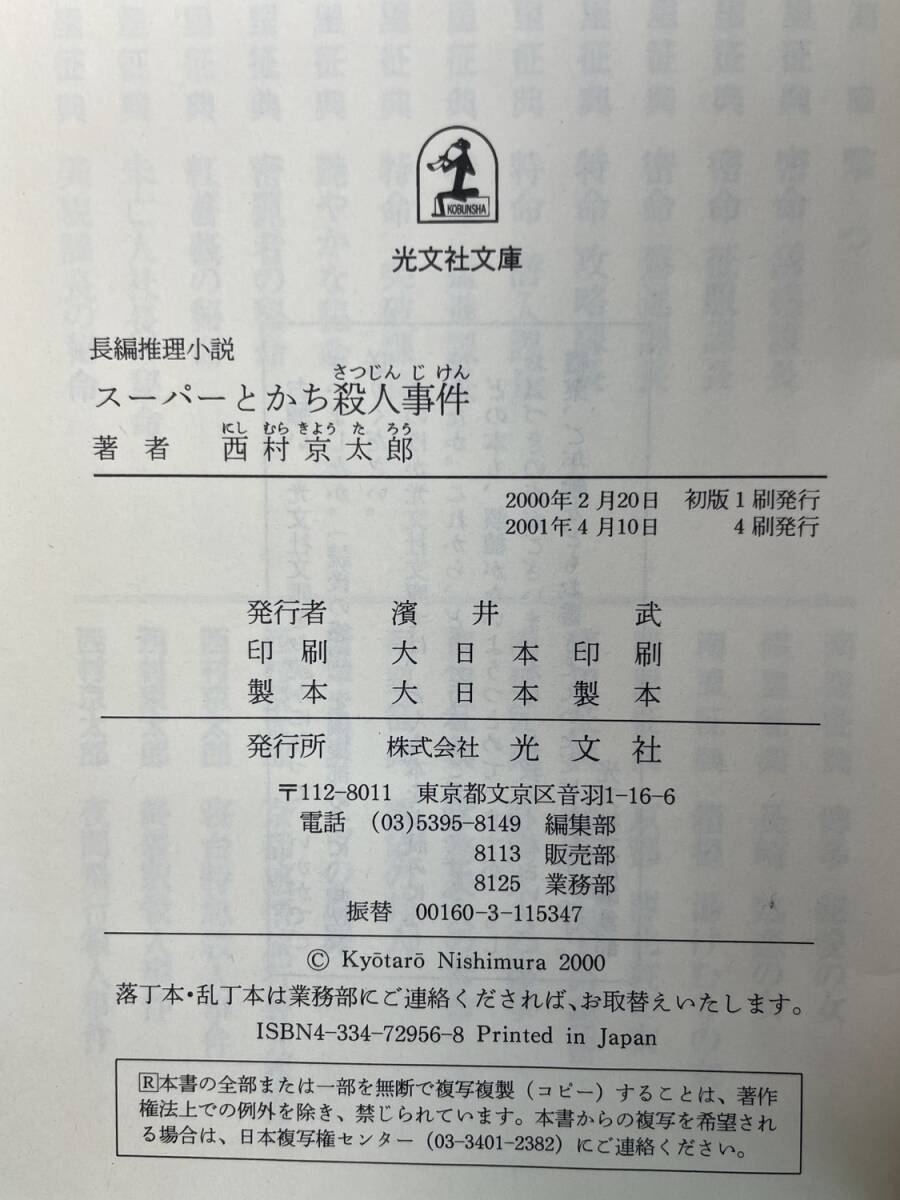 KOBUNSHA
光文社文庫
長編推理小説
さつじん じ けん
スーパーとかち殺人事件
にし むら きよう た ろう
著者 西村京太郎
2000年2月20日 初版1刷発行
2001年4月10日 4刷発行
発行者 濱井 武
印刷 大日本印刷
製本 大日本製本
発行所 株式会社 光文社
〒112-8011 東京都文京区音羽1-16-6
電話 (03)5395-8149 編集部
8113 販売部
8125 業務部
振替 00160-3-115347
© Kyōtarō Nishimura 2000
落丁本・乱丁本は業務部にご連絡くだされば、お取替えいたします。
ISBN4-334-72956-8 Printed in Japan
Ⓡ本書の全部または一部を無断で複写複製(コピー)することは、著作
権法上での例外を除き、禁じられています。本書からの複写を希望され
る場合は、日本複写権センター(03-3401-2382)にご連絡ください。